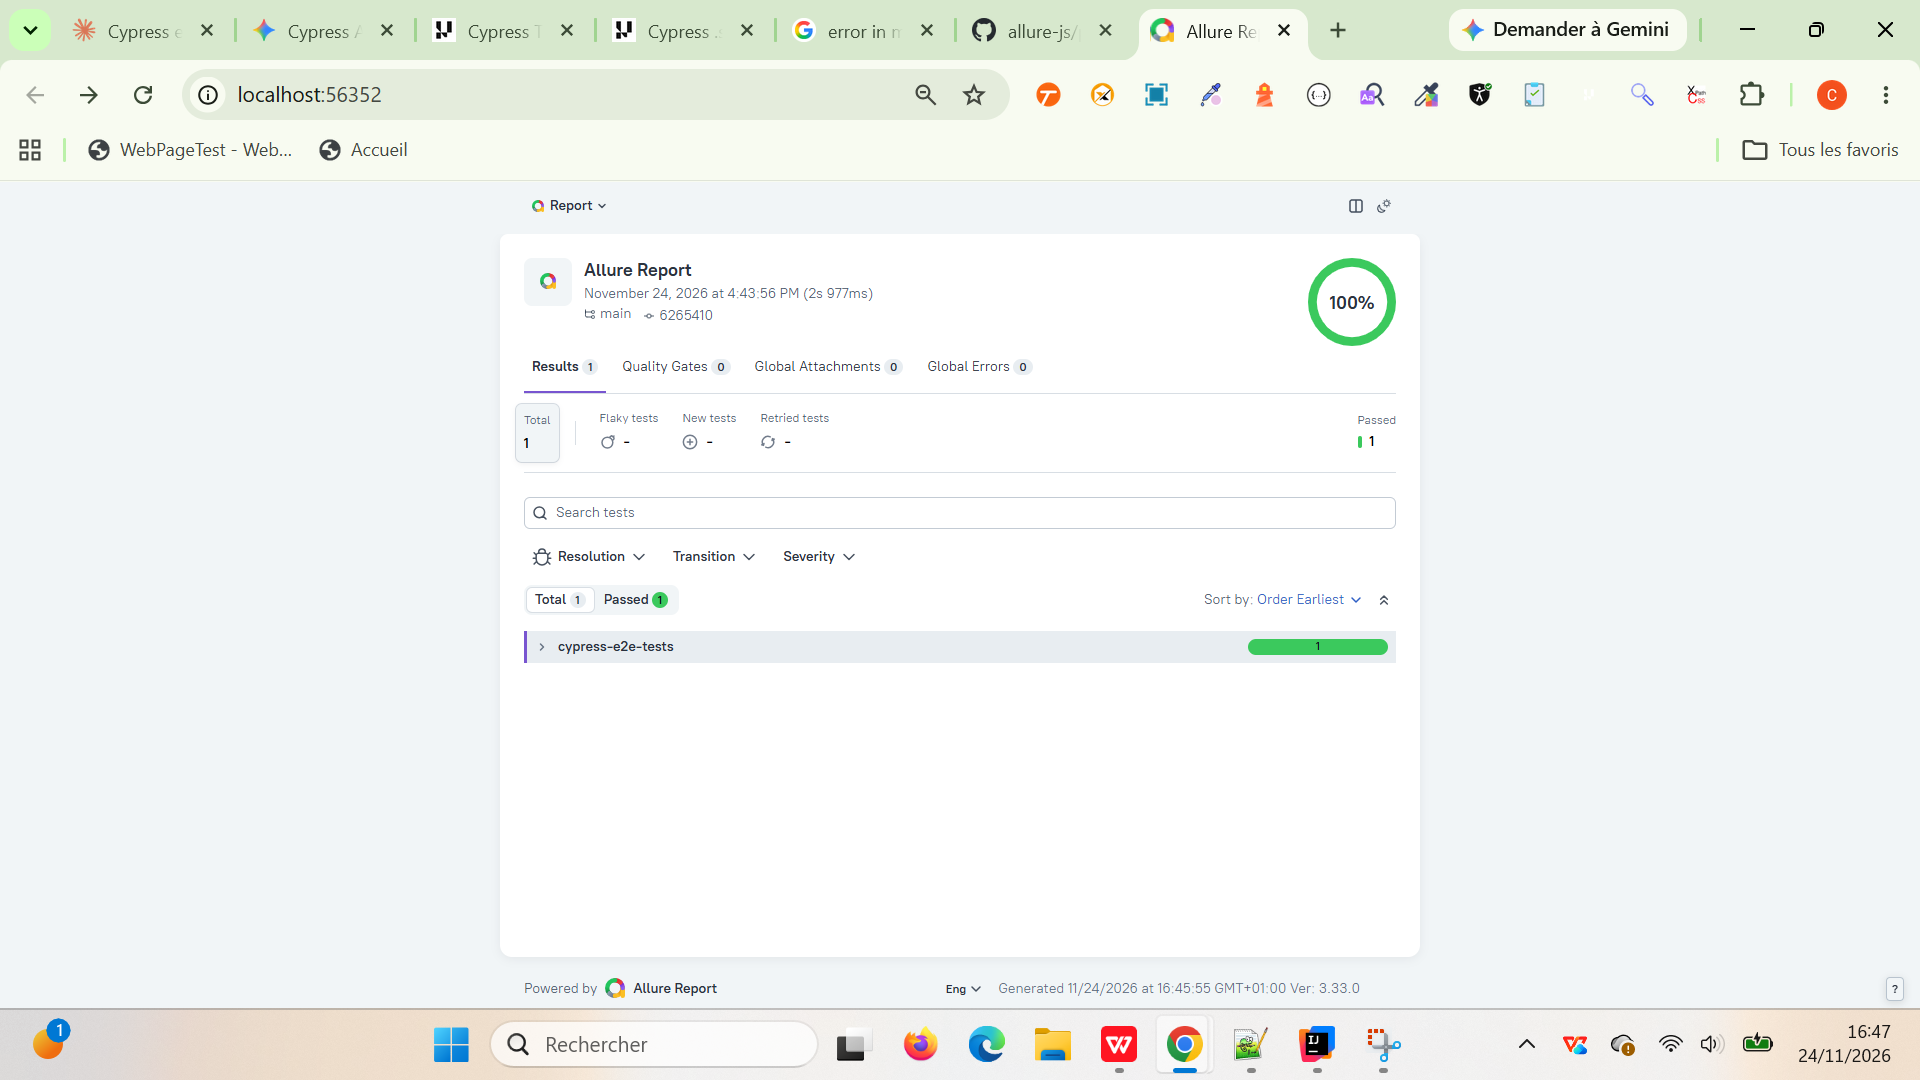 Cypress e
Cypress A
Cypress T
Cypress .s
error in m
allure-js/p
Allure Re
Demander à Gemini
localhost:56352
C
WebPageTest - Web...
Accueil
Tous les favoris
Report
Allure Report
November 24, 2026 at 4:43:56 PM (2s 977ms)
main 6265410
100%
Results 1 Quality Gates 0 Global Attachments 0 Global Errors 0
Total Flaky tests New tests Retried tests Passed
1 - - - 1
Search tests
Resolution Transition Severity
Total 1 Passed 1 Sort by: Order Earliest
cypress-e2e-tests 1
Powered by Allure Report Eng Generated 11/24/2026 at 16:45:55 GMT+01:00 Ver: 3.33.0 ?
1
Rechercher
16:47
24/11/2026